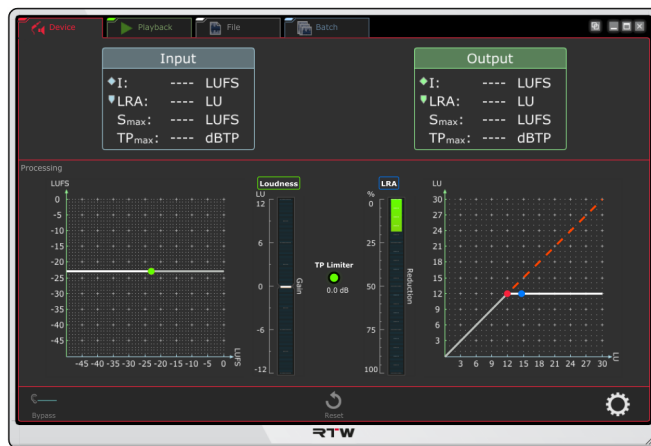 Device
Playback
File
Batch
Input
I: ---- LUFS
LRA: ---- LU
Smax: ---- LUFS
TPmax: ---- dBTP
Output
I: ---- LUFS
LRA: ---- LU
Smax: ---- LUFS
TPmax: ---- dBTP
Processing
LUFS
0
-5
-10
-15
-20
-25
-30
-35
-40
-45
-45 -40 -35 -30 -25 -20 -15 -10 -5 0
LUFS
Loudness
LU
12
6
0
-6
-12
Gain
TP Limiter
0.0 dB
LRA
%
0
25
50
75
100
Reduction
LU
30
27
24
21
18
15
12
9
6
3
3 6 9 12 15 18 21 24 27 30
LU
Bypass
Reset
RTW